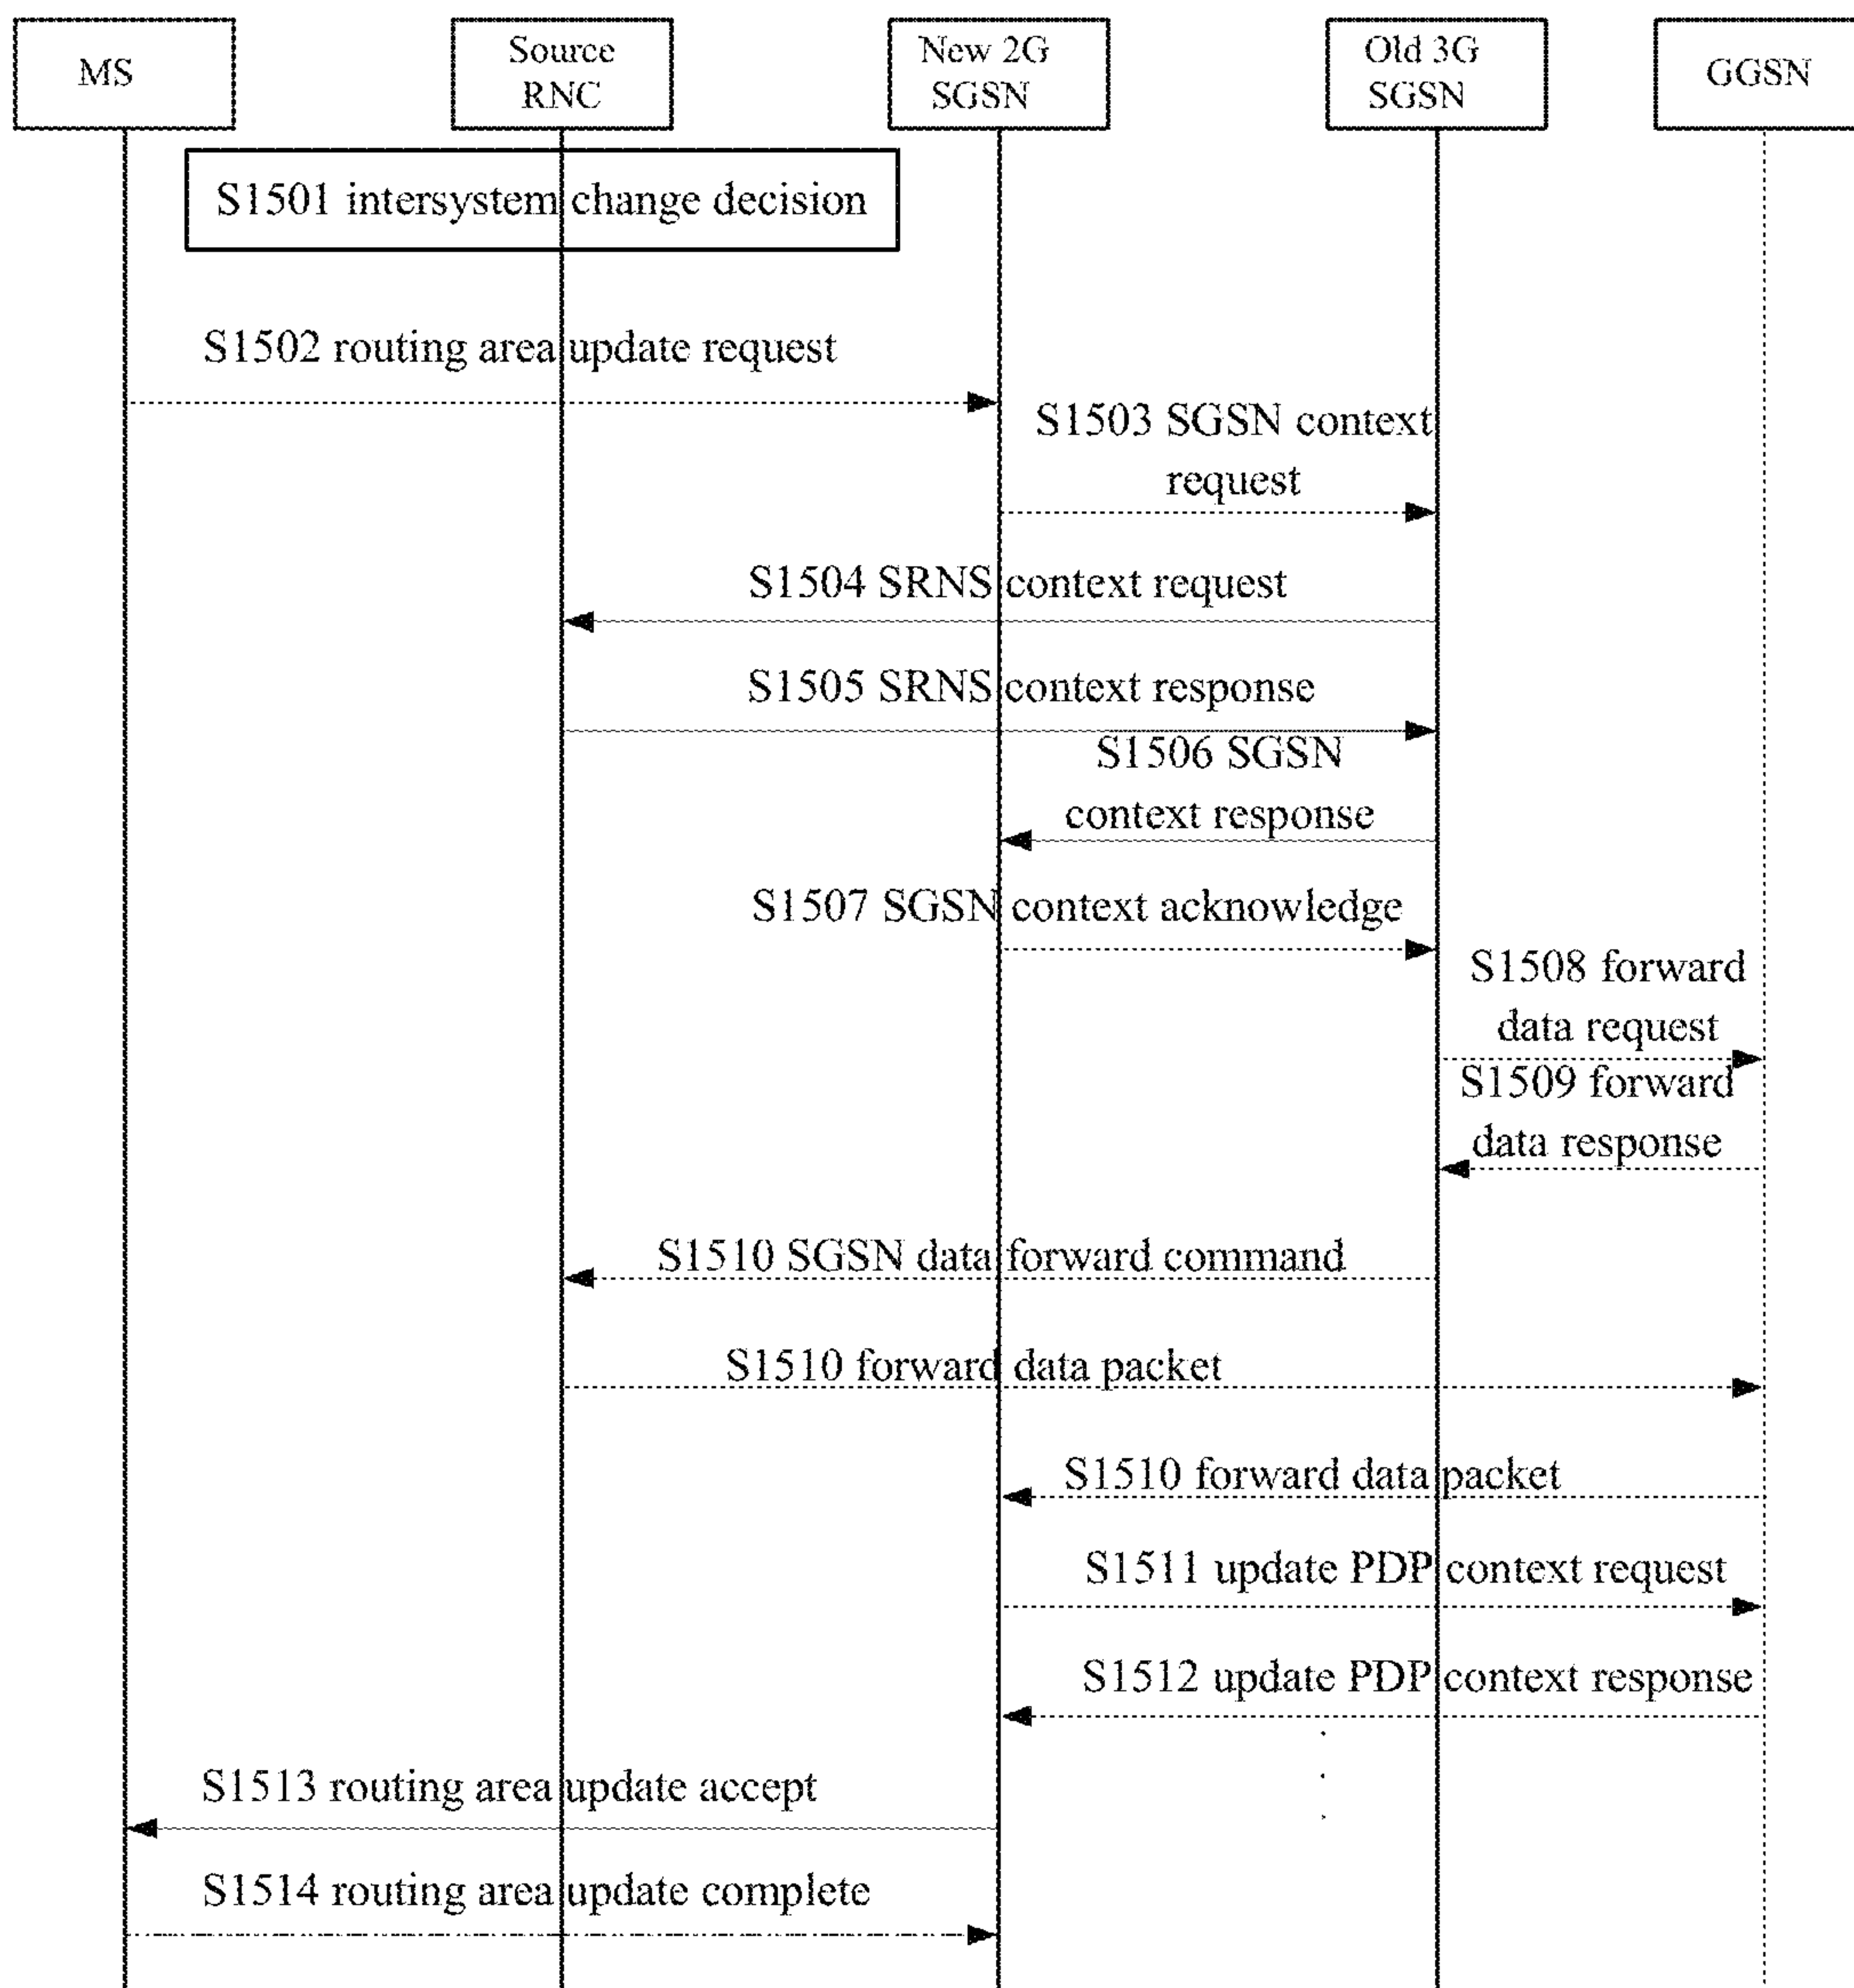 MS
Source
RNC
New 2G
SGSN
Old 3G
SGSN
GGSN
S1501 intersystem change decision
S1502 routing area update request
S1503 SGSN context
request
S1504 SRNS context request
S1505 SRNS context response
S1506 SGSN
context response
S1507 SGSN context acknowledge
S1508 forward
data request
S1509 forward
data response
S1510 SGSN data forward command
S1510 forward data packet
S1510 forward data packet
S1511 update PDP context request
S1512 update PDP context response
S1513 routing area update accept
S1514 routing area update complete